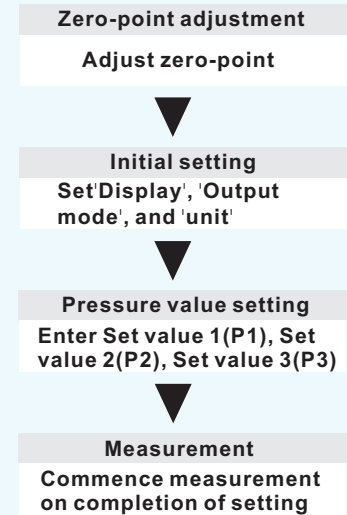 Zero-point adjustment
Adjust zero-point
Initial setting
Set'Display', 'Output
mode', and 'unit'
Pressure value setting
Enter Set value 1(P1), Set
value 2(P2), Set value 3(P3)
Measurement
Commence measurement
on completion of setting